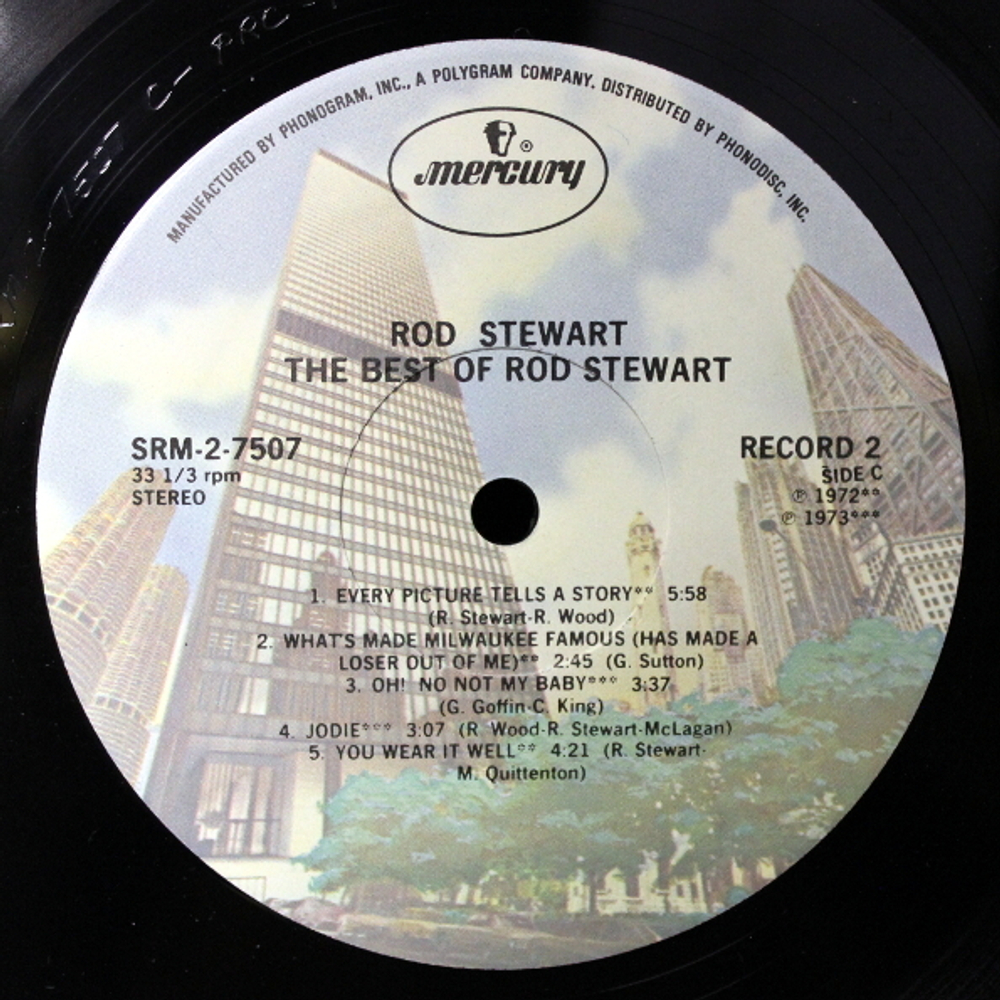 C-PRC-
MANUFACTURED BY PHONOGRAM, INC., A POLYGRAM COMPANY. DISTRIBUTED BY PHONODISC, INC.
mercury ®
ROD STEWART
THE BEST OF ROD STEWART
SRM-2-7507
33 1/3 rpm
STEREO
RECORD 2
SIDE C
℗ 1972**
℗ 1973***
1. EVERY PICTURE TELLS A STORY** 5:58
(R. Stewart-R. Wood)
2. WHAT'S MADE MILWAUKEE FAMOUS (HAS MADE A
LOSER OUT OF ME)** 2:45 (G. Sutton)
3. OH! NO NOT MY BABY*** 3:37
(G. Goffin-C. King)
4. JODIE*** 3:07 (R Wood-R. Stewart-McLagan)
5. YOU WEAR IT WELL** 4:21 (R. Stewart-
M. Quittenton)